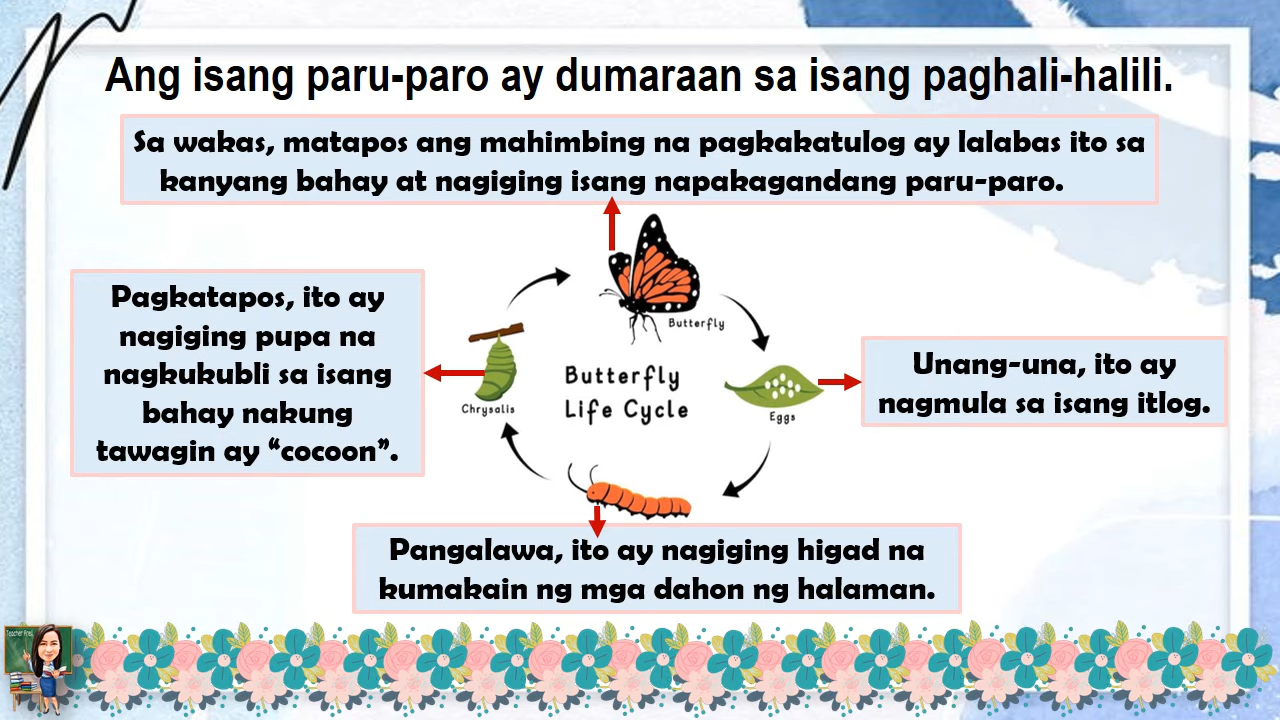 Ang isang paru-paro ay dumaraan sa isang paghali-halili.
Sa wakas, matapos ang mahimbing na pagkakatulog ay lalabas ito sa
kanyang bahay at nagiging isang napakagandang paru-paro.
Pagkatapos, ito ay
nagiging pupa na
nagkukubli sa isang
bahay nakung
tawagin ay “cocoon”.
Butterfly
Chrysalis
Butterfly
Life Cycle
Eggs
Unang-una, ito ay
nagmula sa isang itlog.
Pangalawa, ito ay nagiging higad na
kumakain ng mga dahon ng halaman.